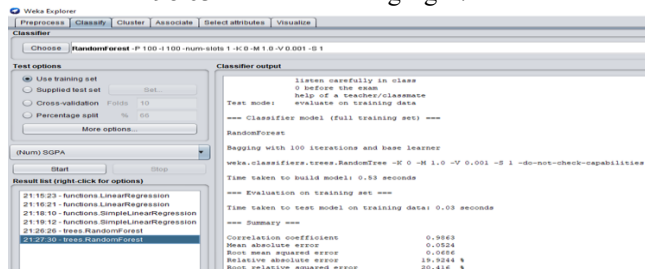 Weka Explorer
Preprocess Classify Cluster Associate Select attributes Visualize
Classifier
Choose RandomForest -P 100 -I 100 -num-slots 1 -K 0 -M 1.0 -V 0.001 -S 1
Test options
Use training set
Supplied test set Set...
Cross-validation Folds 10
Percentage split % 66
More options...
(Num) SGPA
Start Stop
Result list (right-click for options)
21:15:23 - functions.LinearRegression
21:16:21 - functions.LinearRegression
21:18:10 - functions.SimpleLinearRegression
21:19:12 - functions.SimpleLinearRegression
21:26:26 - trees.RandomForest
21:27:30 - trees.RandomForest
Classifier output
listen carefully in class
0 before the exam
help of a teacher/classmate
Test mode: evaluate on training data
=== Classifier model (full training set) ===
RandomForest
Bagging with 100 iterations and base learner
weka.classifiers.trees.RandomTree -K 0 -M 1.0 -V 0.001 -S 1 -do-not-check-capabilities
Time taken to build model: 0.53 seconds
=== Evaluation on training set ===
Time taken to test model on training data: 0.03 seconds
=== Summary ===
Correlation coefficient 0.9863
Mean absolute error 0.0524
Root mean squared error 0.0686
Relative absolute error 19.9244 %
Root relative squared error 20.416 %